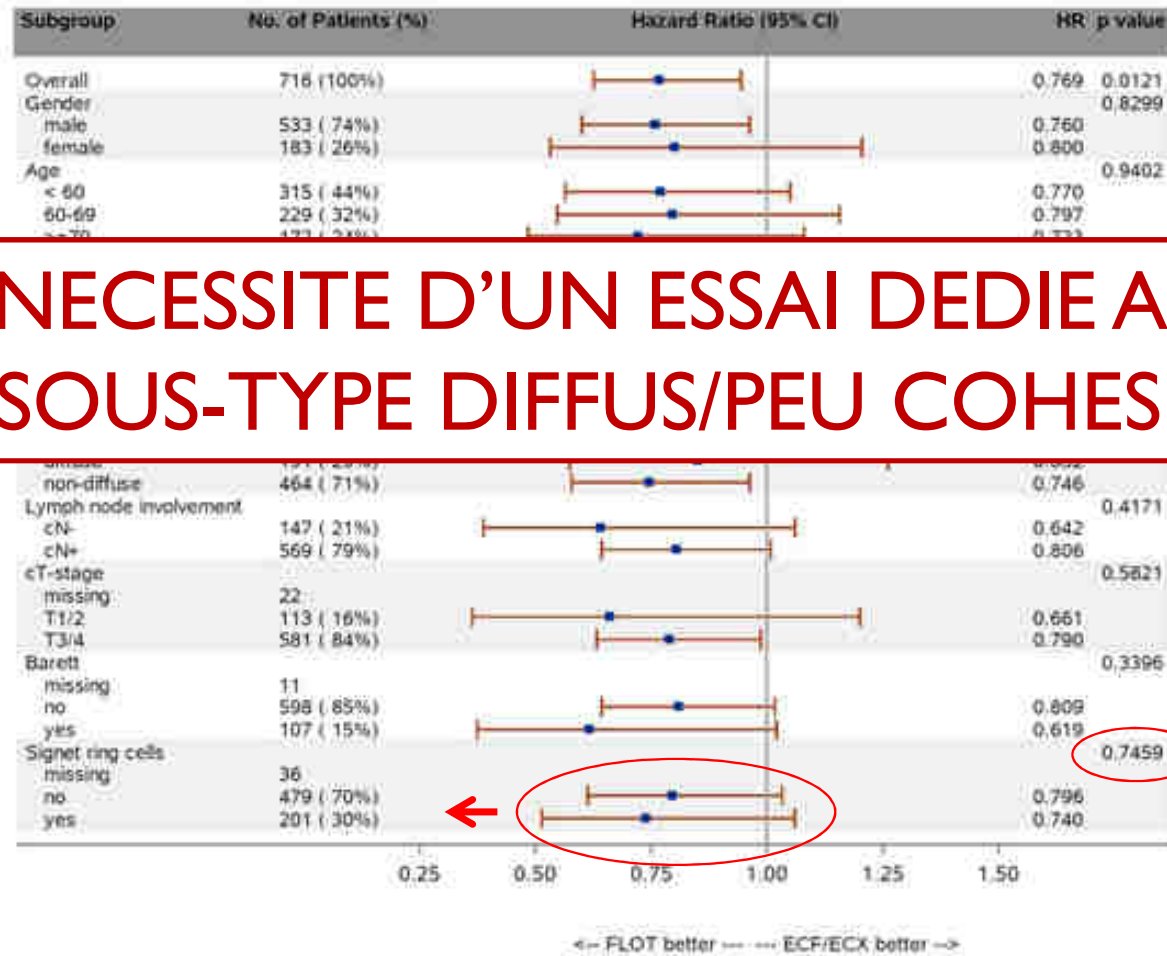 Subgroup No. of Patients (%) Hazard Ratio (95% CI) HR p value
Overall 716 (100%) 0.769 0.0121
Gender 0.8299
male 533 ( 74%) 0.760
female 183 ( 26%) 0.800
Age 0.9402
< 60 315 ( 44%) 0.770
60-69 229 ( 32%) 0.797
>=70 172 ( 24%) 0.733
NECESSITE D'UN ESSAI DEDIE A
SOUS-TYPE DIFFUS/PEU COHES
non-diffuse 464 ( 71%) 0.746
Lymph node involvement 0.4171
cN- 147 ( 21%) 0.642
cN+ 569 ( 79%) 0.806
cT-stage 0.5821
missing 22
T1/2 113 ( 16%) 0.661
T3/4 581 ( 84%) 0.790
Barett 0.3396
missing 11
no 598 ( 85%) 0.809
yes 107 ( 15%) 0.619
Signet ring cells 0.7459
missing 36
no 479 ( 70%) 0.796
yes 201 ( 30%) 0.740
0.25 0.50 0.75 1.00 1.25 1.50
<-- FLOT better --- --- ECF/ECX better -->